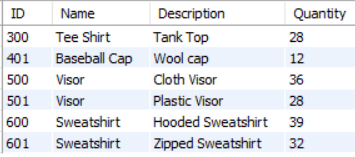 ID Name Description Quantity
300 Tee Shirt Tank Top 28
401 Baseball Cap Wool cap 12
500 Visor Cloth Visor 36
501 Visor Plastic Visor 28
600 Sweatshirt Hooded Sweatshirt 39
601 Sweatshirt Zipped Sweatshirt 32